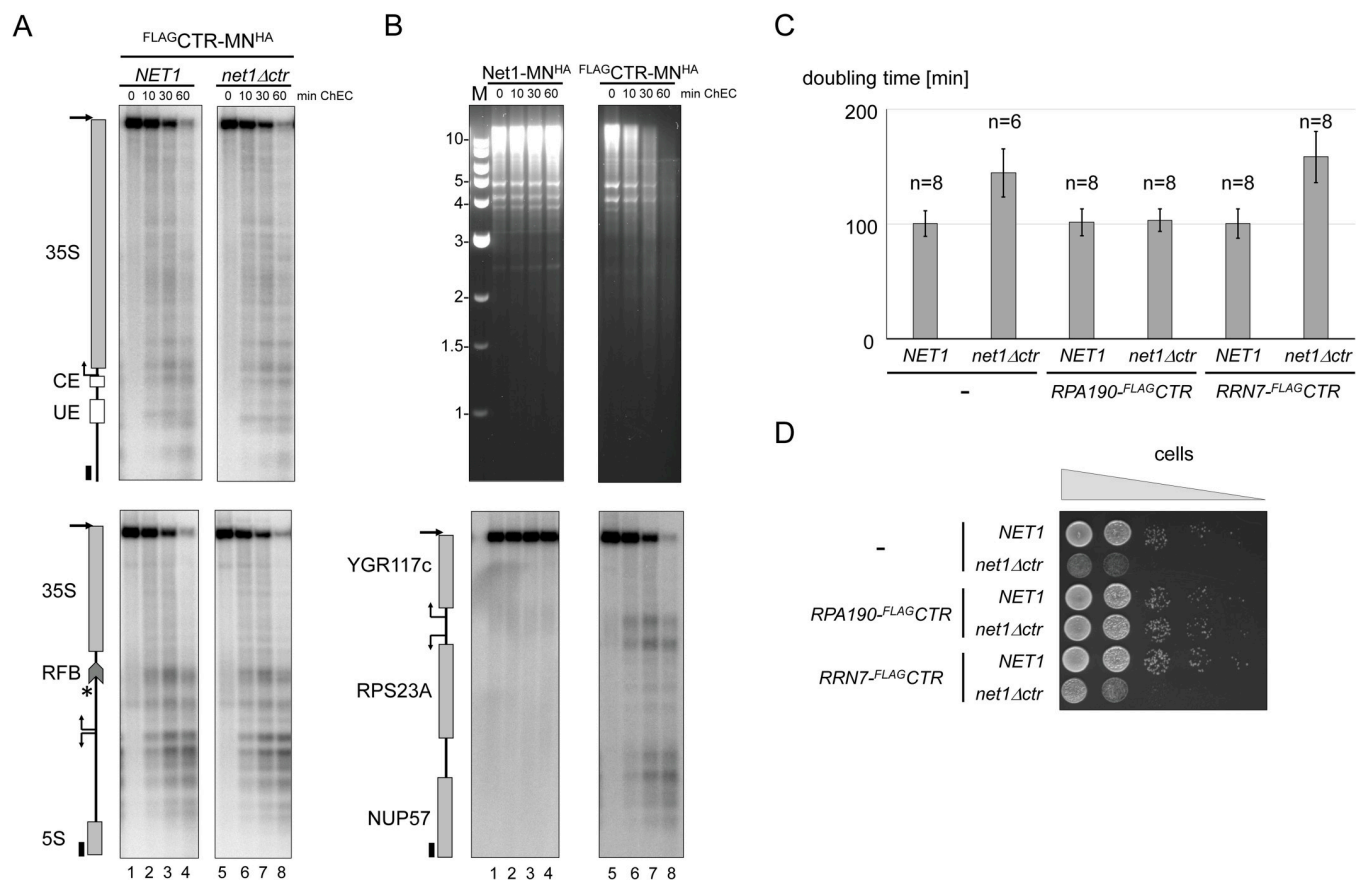 A
FLAGCTR-MNHA
NET1 net1Δctr
0 10 30 60 0 10 30 60 min ChEC
35S
CE
UE
35S
RFB
*
5S
1 2 3 4 5 6 7 8
B
Net1-MNHA FLAGCTR-MNHA
M 0 10 30 60 0 10 30 60 min ChEC
10
5
4
3
2
1.5
1
YGR117c
RPS23A
NUP57
1 2 3 4 5 6 7 8
C
doubling time [min]
200
100
0
n=8 n=6 n=8 n=8 n=8 n=8
NET1 net1Δctr NET1 net1Δctr NET1 net1Δctr
- RPA190-FLAGCTR RRN7-FLAGCTR
D
cells
- NET1
net1Δctr
RPA190-FLAGCTR NET1
net1Δctr
RRN7-FLAGCTR NET1
net1Δctr